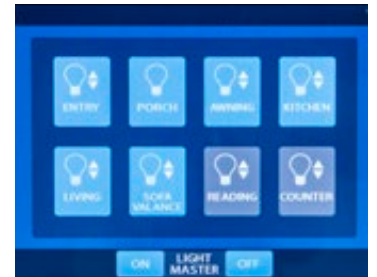 ENTRY
PORCH
AWNING
KITCHEN
LIVING
SOFA
VALANCE
READING
COUNTER
ON
LIGHT
MASTER
OFF